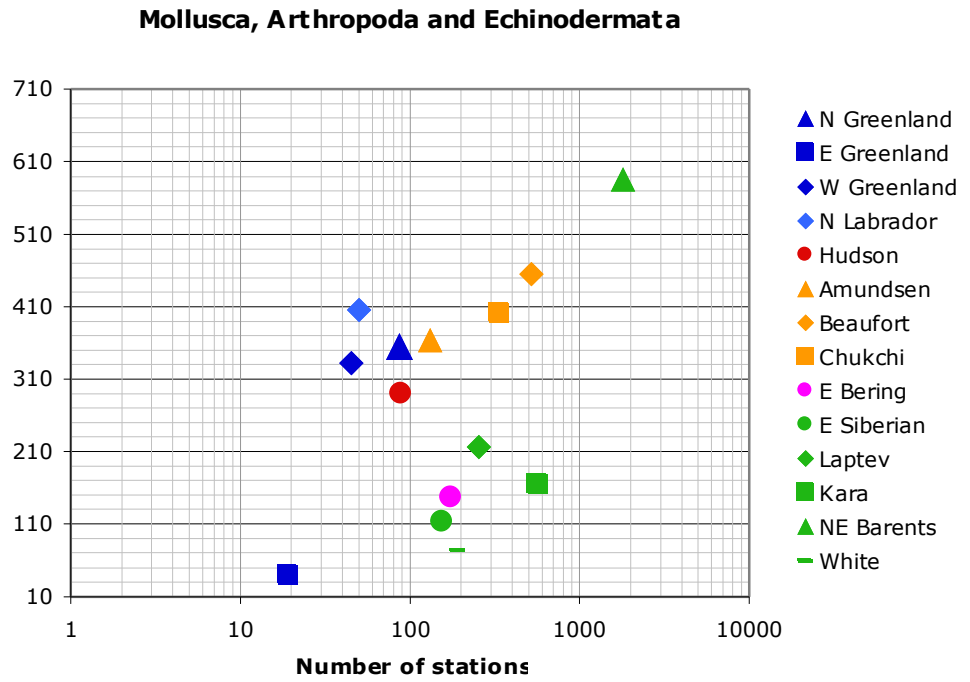 Mollusca, Arthropoda and Echinodermata
710
610
510
410
310
210
110
10
1
10
100
1000
10000
Number of stations
N Greenland
E Greenland
W Greenland
N Labrador
Hudson
Amundsen
Beaufort
Chukchi
E Bering
E Siberian
Laptev
Kara
NE Barents
White